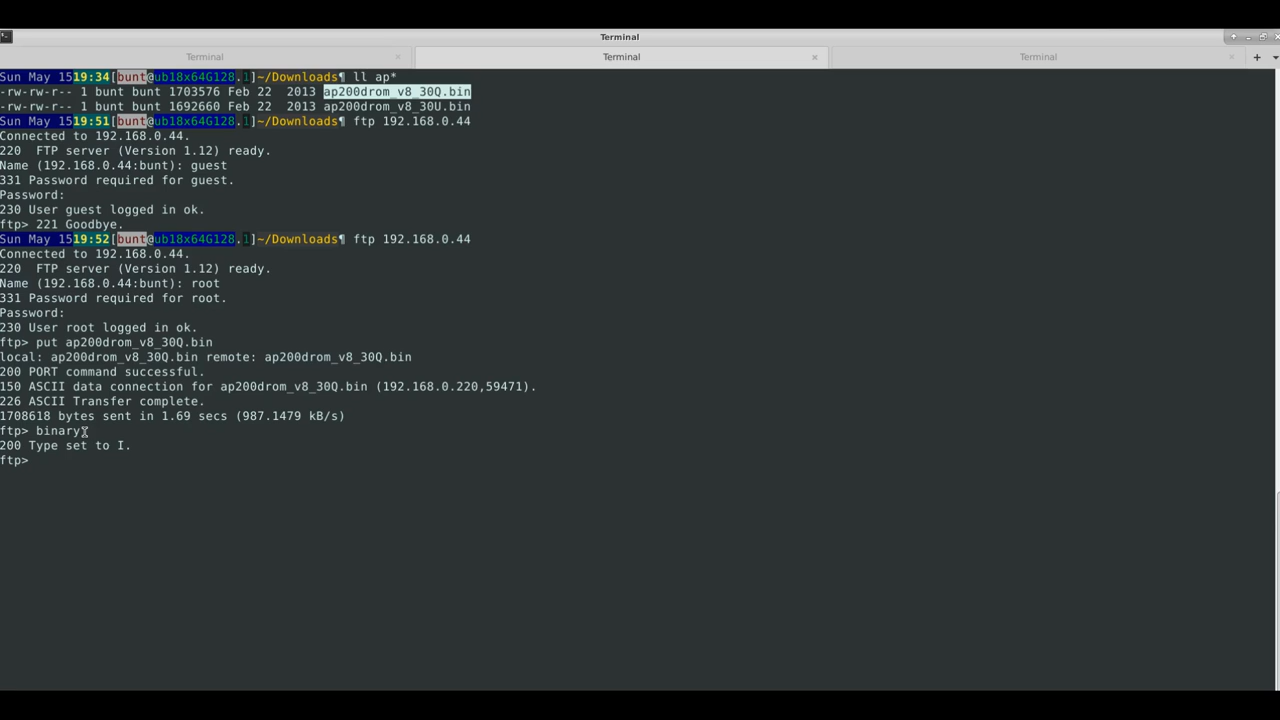 Terminal
Terminal
Terminal
Terminal
Sun May 1519:34[bunt@ub18x64G128.1]~/Downloads¶ ll ap*
-rw-rw-r-- 1 bunt bunt 1703576 Feb 22  2013 ap200drom_v8_30Q.bin
-rw-rw-r-- 1 bunt bunt 1692660 Feb 22  2013 ap200drom_v8_30U.bin
Sun May 1519:51[bunt@ub18x64G128.1]~/Downloads¶ ftp 192.168.0.44
Connected to 192.168.0.44.
220  FTP server (Version 1.12) ready.
Name (192.168.0.44:bunt): guest
331 Password required for guest.
Password:
230 User guest logged in ok.
ftp> 221 Goodbye.
Sun May 1519:52[bunt@ub18x64G128.1]~/Downloads¶ ftp 192.168.0.44
Connected to 192.168.0.44.
220  FTP server (Version 1.12) ready.
Name (192.168.0.44:bunt): root
331 Password required for root.
Password:
230 User root logged in ok.
ftp> put ap200drom_v8_30Q.bin
local: ap200drom_v8_30Q.bin remote: ap200drom_v8_30Q.bin
200 PORT command successful.
150 ASCII data connection for ap200drom_v8_30Q.bin (192.168.0.220,59471).
226 ASCII Transfer complete.
1708618 bytes sent in 1.69 secs (987.1479 kB/s)
ftp> binary
200 Type set to I.
ftp>